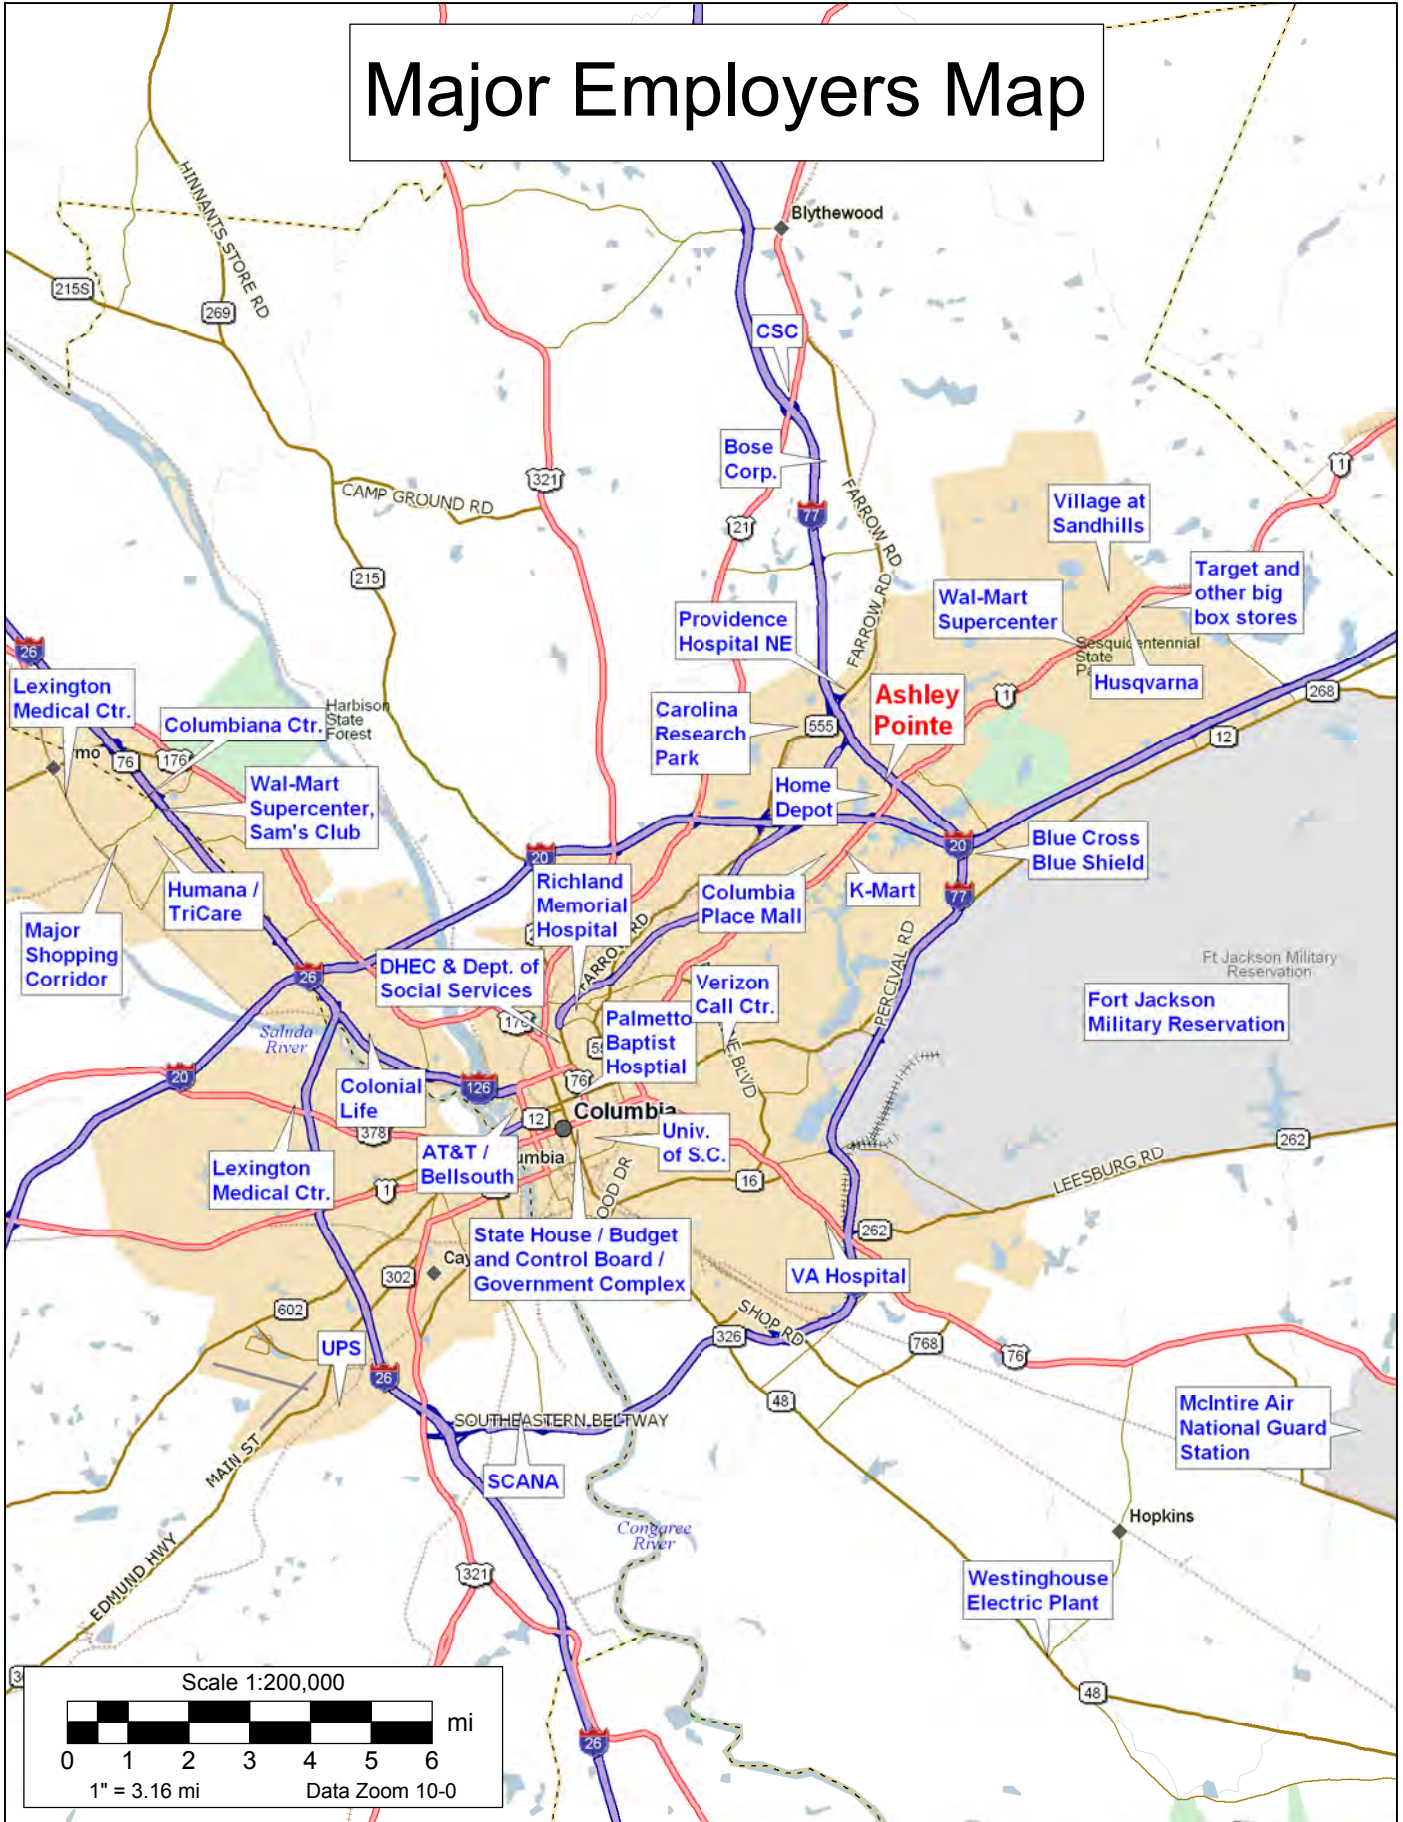 Major Employers Map
HINNANTS STORE RD
Blythewood
215S
269
CSC
Bose
Corp.
321
CAMP GROUND RD
FARROW RD
1
Village at
Sandhills
77
21
215
FARROW RD
Target and
other big
box stores
Wal-Mart
Supercenter
Providence
Hospital NE
26
Sesquicentennial
State
Husqvarna
Lexington
Medical Ctr.
Ashley
Pointe
1
268
Harbison
State
Forest
Columbiana Ctr.
Carolina
Research
Park
555
12
mo
76
176
Wal-Mart
Supercenter,
Sam's Club
Home
Depot
20
20
Blue Cross
Blue Shield
Humana /
TriCare
Richland
Memorial
Hospital
Columbia
Place Mall
K-Mart
77
Major
Shopping
Corridor
FARROW RD
PERCIVAL RD
DHEC & Dept. of
Social Services
26
Verizon
Call Ctr.
Ft Jackson Military
Reservation
Fort Jackson
Military Reservation
176
Palmetto
Baptist
Hosptial
Saluda
River
20
Colonial
Life
126
76
BLVD
12
Columbia
378
AT&T /
Bellsouth
umbia
Univ.
of S.C.
262
Lexington
Medical Ctr.
1
16
LEESBURG RD
OOD DR
State House / Budget
and Control Board /
Government Complex
262
Cay
302
VA Hospital
602
SHOP RD
326
768
76
UPS
26
48
McIntire Air
National Guard
Station
SOUTHEASTERN BELTWAY
MAIN ST
SCANA
Hopkins
Congaree
River
EDMUND HWY
321
Westinghouse
Electric Plant
48
26
Scale 1:200,000
mi
0 1 2 3 4 5 6
1" = 3.16 mi Data Zoom 10-0